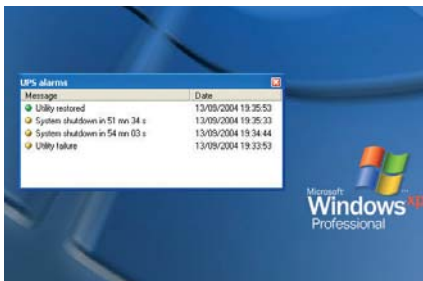 UPS alarms
Message Date
Utility restored 13/09/2004 19:35:53
System shutdown in 51 mn 34 s 13/09/2004 19:35:33
System shutdown in 54 mn 03 s 13/09/2004 19:34:44
Utility failure 13/09/2004 19:33:53
Microsoft
Windows xp
Professional